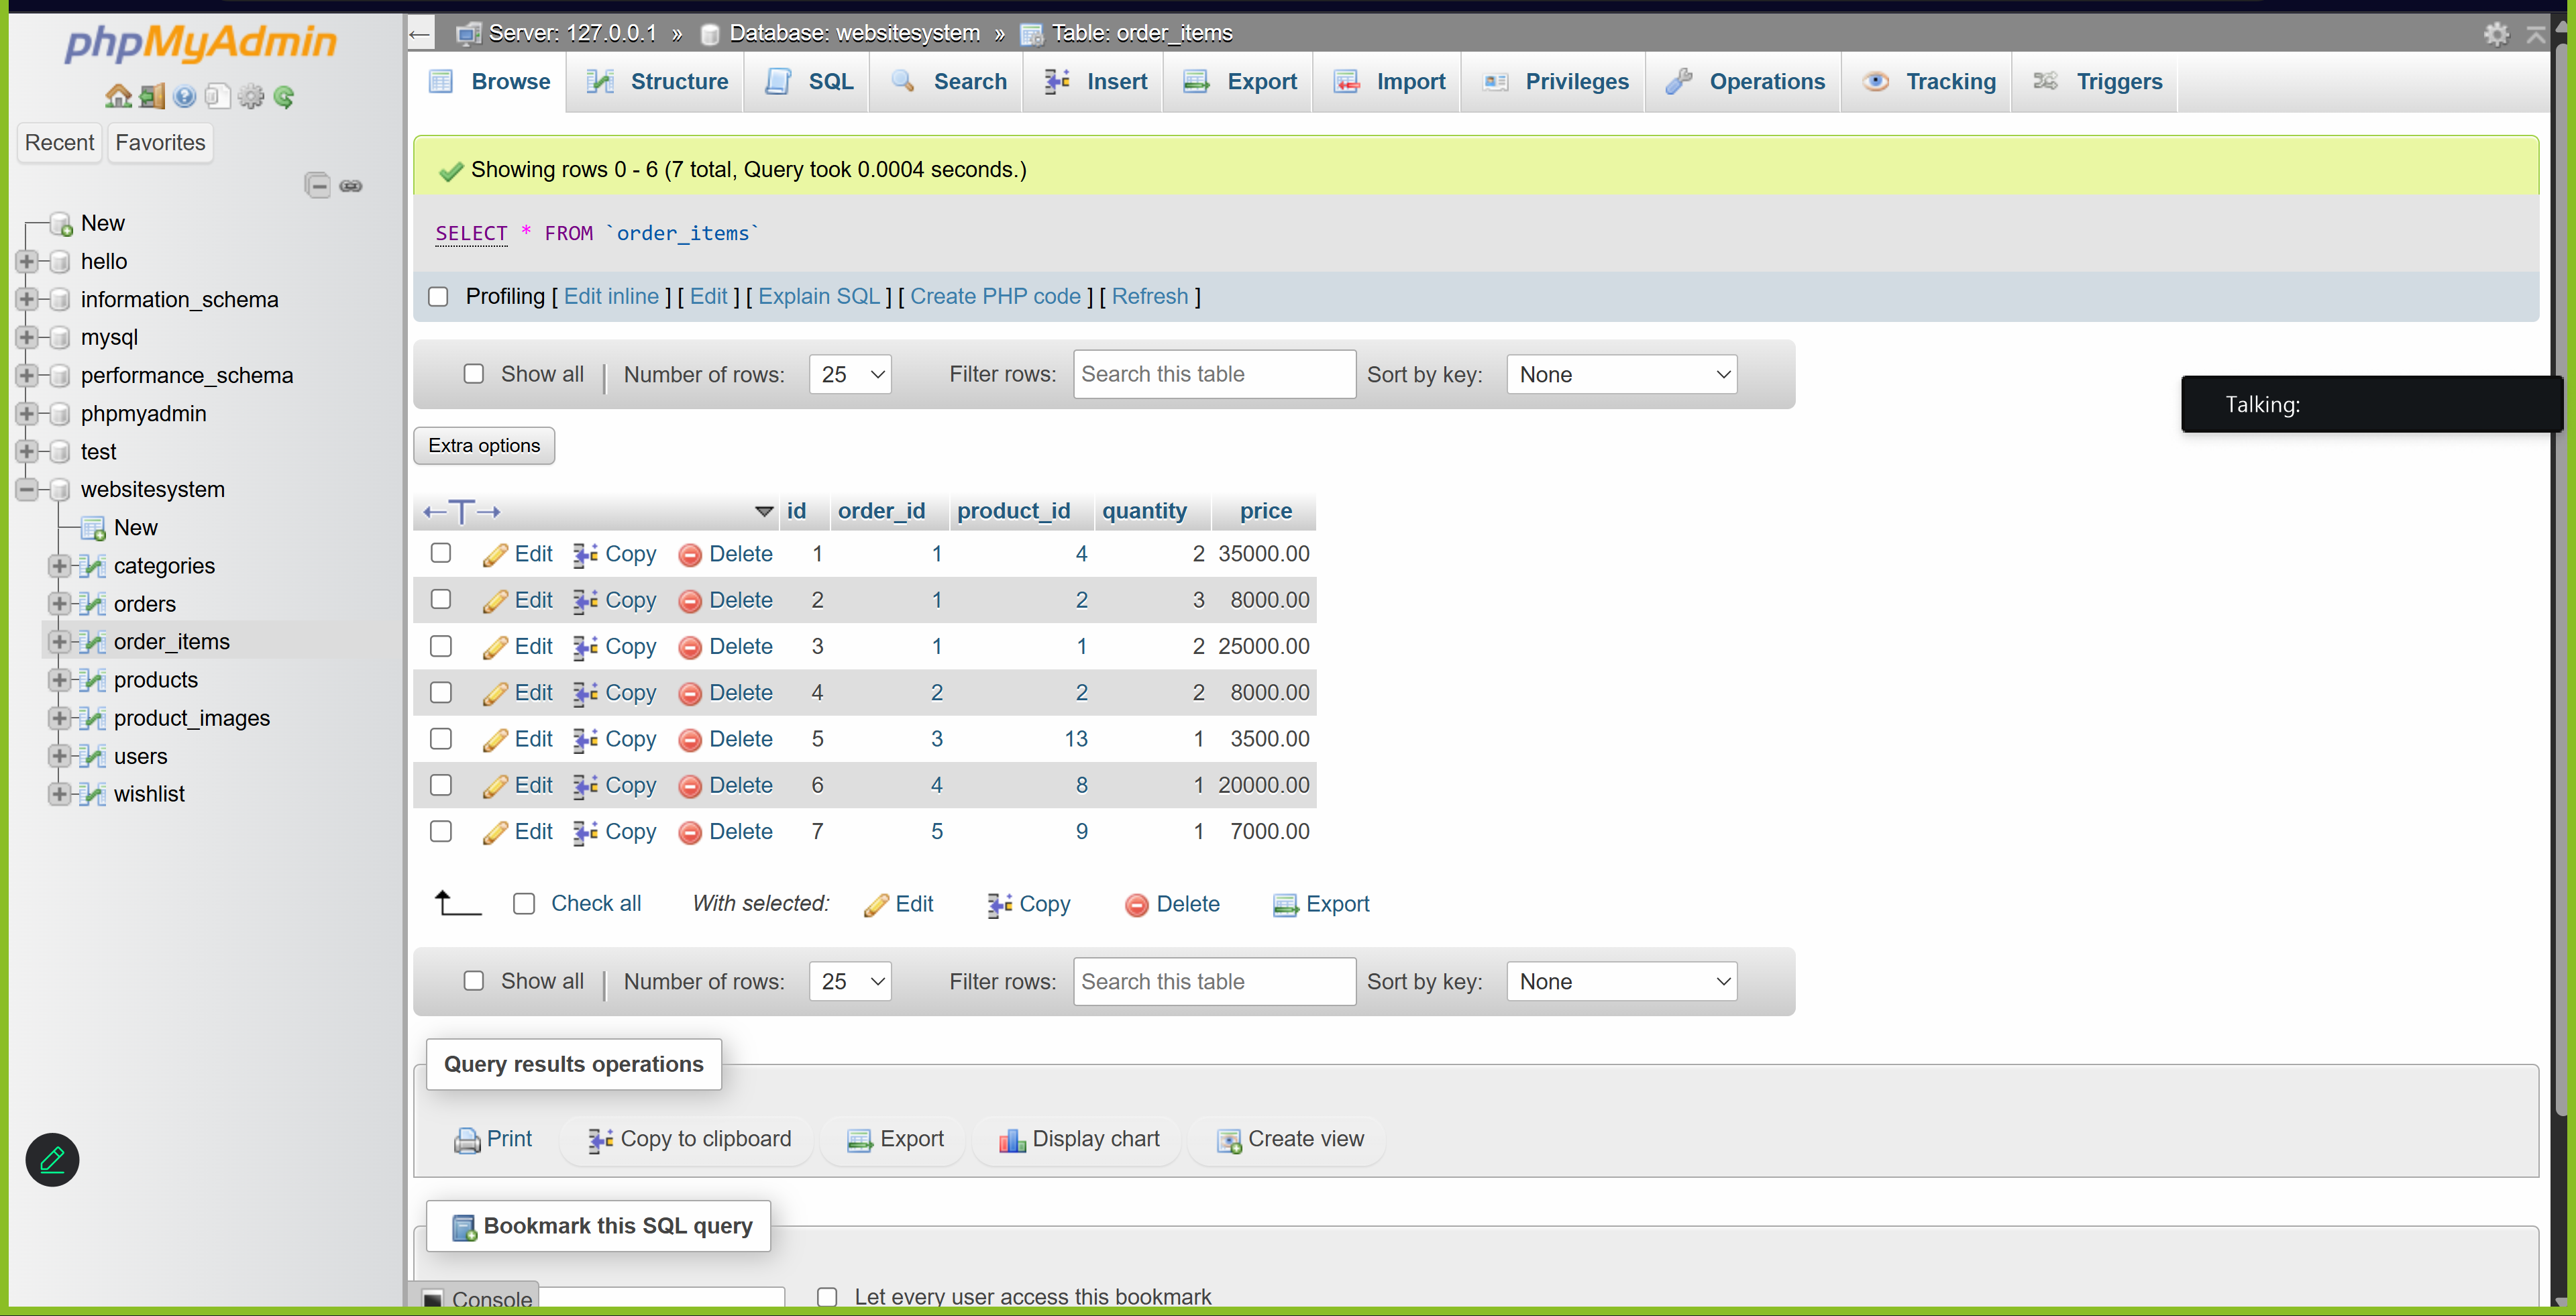 phpMyAdmin
Recent Favorites
New
hello
information_schema
mysql
performance_schema
phpmyadmin
test
websitesystem
New
categories
orders
order_items
products
product_images
users
wishlist
Server: 127.0.0.1 » Database: websitesystem » Table: order_items
Browse Structure SQL Search Insert Export Import Privileges Operations Tracking Triggers
Showing rows 0 - 6 (7 total, Query took 0.0004 seconds.)
SELECT * FROM `order_items`
Profiling [ Edit inline ] [ Edit ] [ Explain SQL ] [ Create PHP code ] [ Refresh ]
Show all | Number of rows: 25 Filter rows: Search this table Sort by key: None
Talking:
Extra options
id order_id product_id quantity price
Edit Copy Delete 1 1 4 2 35000.00
Edit Copy Delete 2 1 2 3 8000.00
Edit Copy Delete 3 1 1 2 25000.00
Edit Copy Delete 4 2 2 2 8000.00
Edit Copy Delete 5 3 13 1 3500.00
Edit Copy Delete 6 4 8 1 20000.00
Edit Copy Delete 7 5 9 1 7000.00
Check all With selected: Edit Copy Delete Export
Show all | Number of rows: 25 Filter rows: Search this table Sort by key: None
Query results operations
Print Copy to clipboard Export Display chart Create view
Bookmark this SQL query
Console Let every user access this bookmark